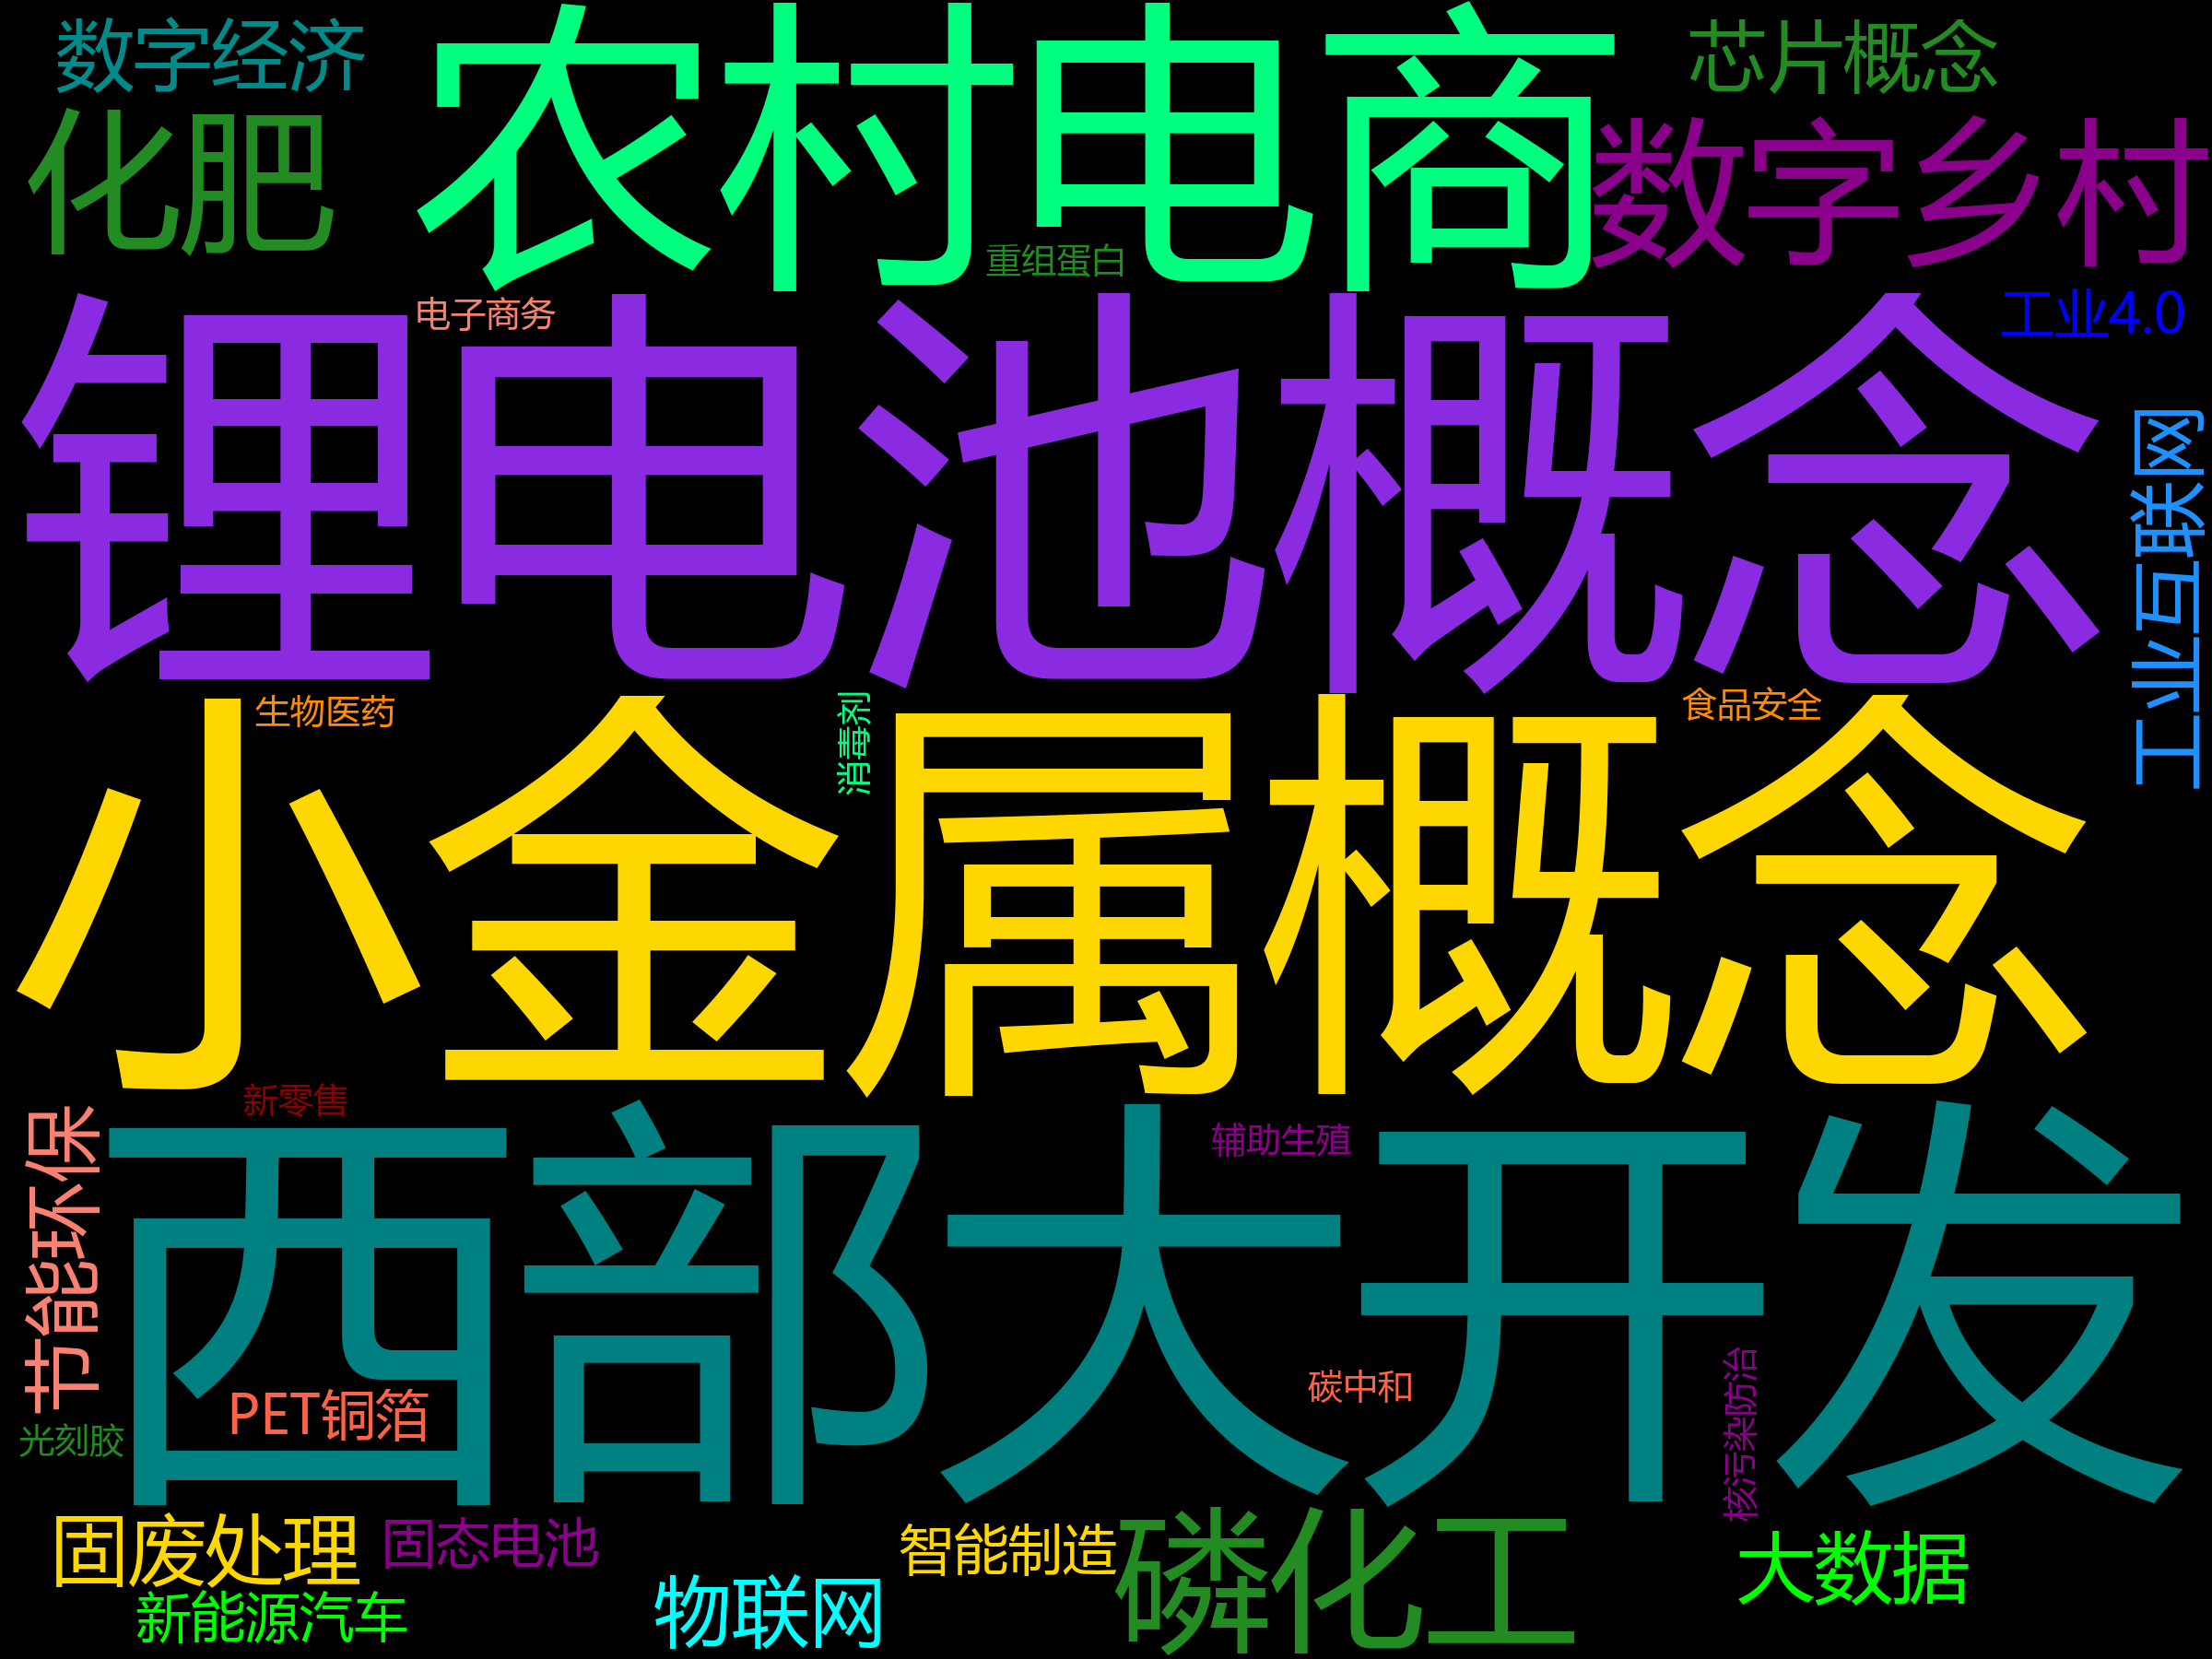 数字经济
农村电商
芯片概念
化肥
数字乡村
重组蛋白
电子商务
工业4.0
锂电池概念
工业互联网
生物医药
消毒剂
食品安全
小金属概念
新零售
辅助生殖
节能环保
西部大开发
碳中和
核污染防治
PET铜箔
光刻胶
固废处理
固态电池
智能制造
磷化工
大数据
新能源汽车
物联网